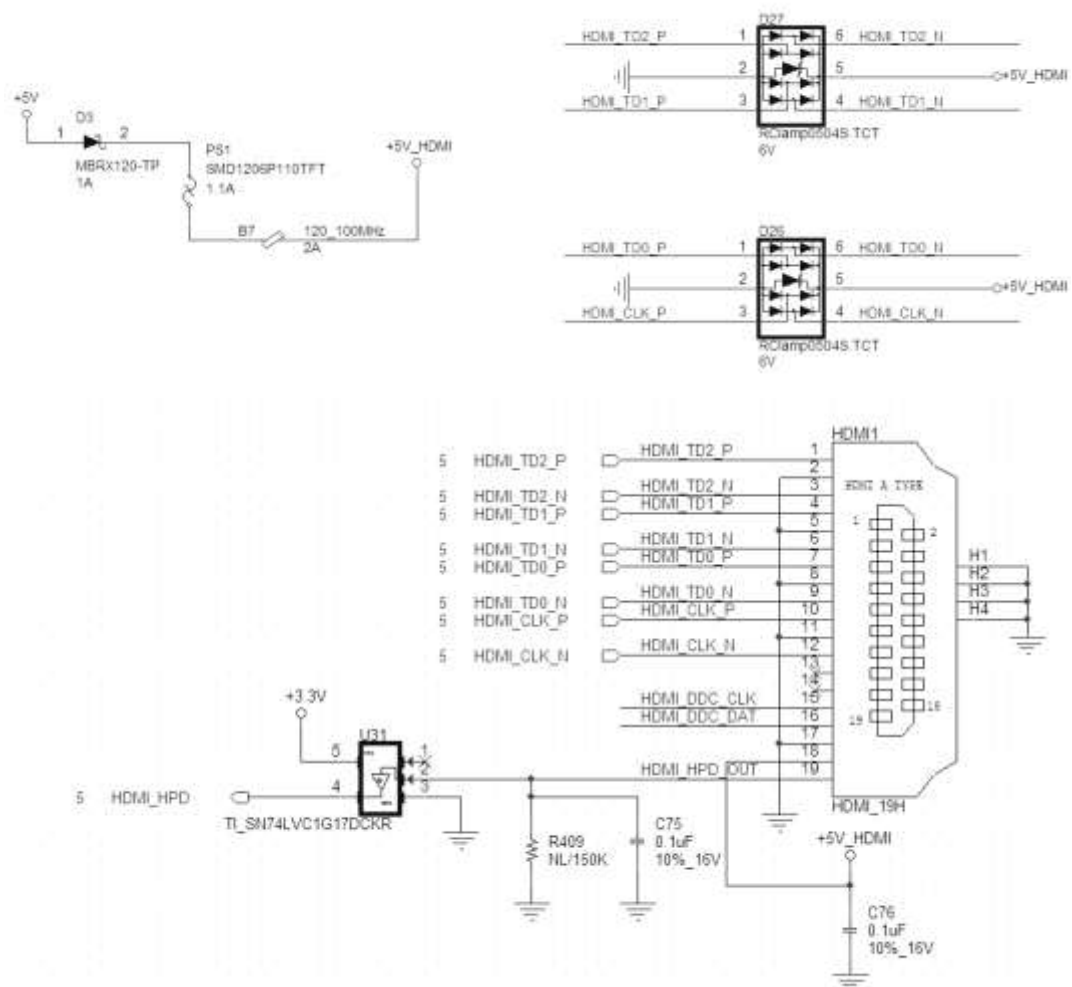 +5V
D3
1 2
MBRX120-TP
1A
PS1
SMD1206P110TFT
1.1A
B7 120_100MHz
2A
+5V_HDMI
D27
HDMI_TD2_P 1 6 HDMI_TD2_N
2 5 +5V_HDMI
HDMI_TD1_P 3 4 HDMI_TD1_N
RClamp0504S.TCT
6V
D26
HDMI_TD0_P 1 6 HDMI_TD0_N
2 5 +5V_HDMI
HDMI_CLK_P 3 4 HDMI_CLK_N
RClamp0504S.TCT
6V
HDMI1
5 HDMI_TD2_P HDMI_TD2_P 1
2
5 HDMI_TD2_N HDMI_TD2_N 3
5 HDMI_TD1_P HDMI_TD1_P 4
5
5 HDMI_TD1_N HDMI_TD1_N 6
5 HDMI_TD0_P HDMI_TD0_P 7
8
5 HDMI_TD0_N HDMI_TD0_N 9
5 HDMI_CLK_P HDMI_CLK_P 10
11
5 HDMI_CLK_N HDMI_CLK_N 12
13
14
HDMI_DDC_CLK 15
HDMI_DDC_DAT 16
17
18
HDMI_HPD_OUT 19
HDMI A TYPE
1 2
19 18
H1
H2
H3
H4
HDMI_19H
+3.3V
U31
5 1
2
4 3
5 HDMI_HPD
TI_SN74LVC1G17DCKR
R409
NL/150K
C75
0.1uF
10%_16V
+5V_HDMI
C76
0.1uF
10%_16V